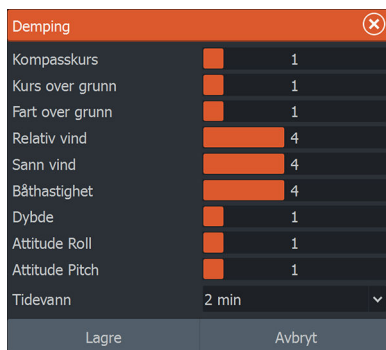 Demping
Kompasskurs 1
Kurs over grunn 1
Fart over grunn 1
Relativ vind 4
Sann vind 4
Båthastighet 4
Dybde 1
Attitude Roll 1
Attitude Pitch 1
Tidevann 2 min
Lagre Avbryt